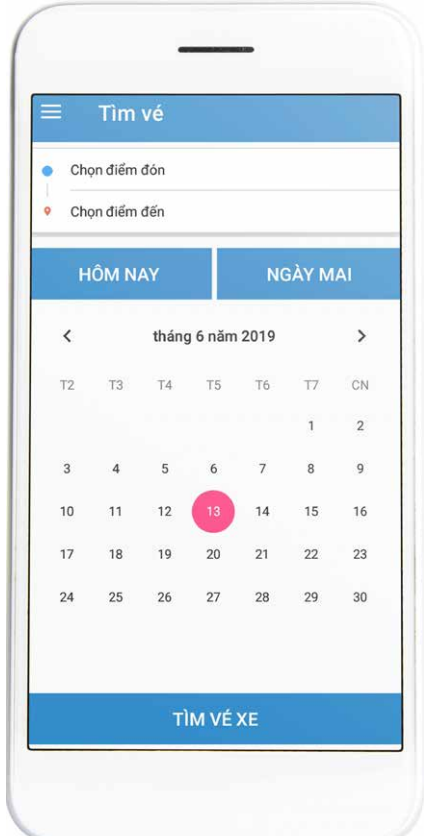 Tìm vé
Chọn điểm đón
Chọn điểm đến
HÔM NAY NGÀY MAI
tháng 6 năm 2019
T2 T3 T4 T5 T6 T7 CN
1 2
3 4 5 6 7 8 9
10 11 12 13 14 15 16
17 18 19 20 21 22 23
24 25 26 27 28 29 30
TÌM VÉ XE